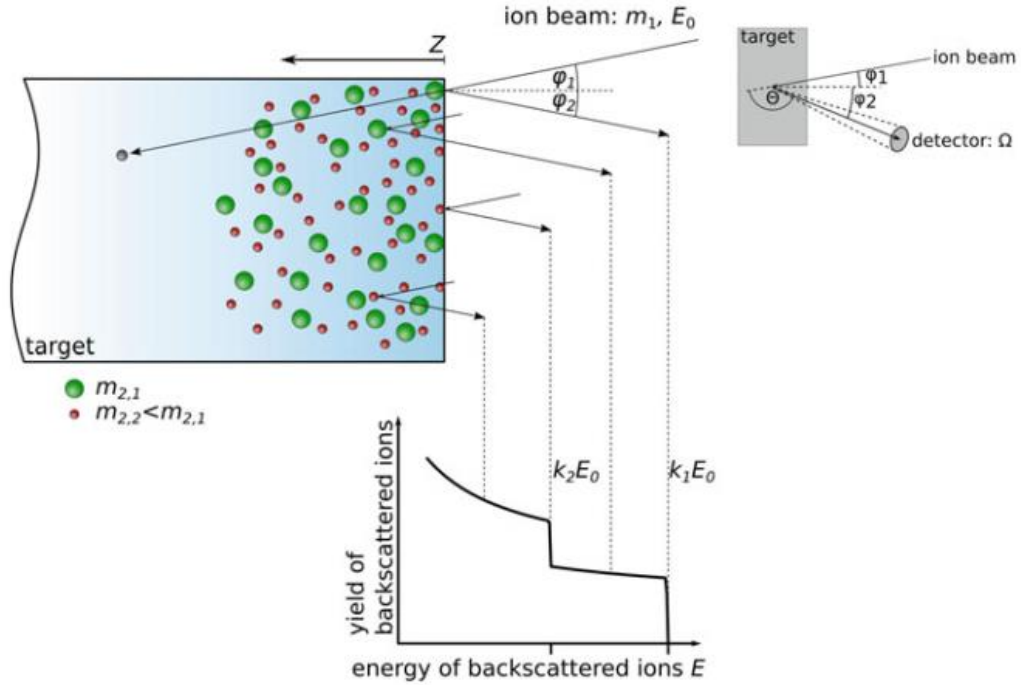 ion beam: m₁, E₀
Z
φ₁
φ₂
target
ion beam
φ1
Θ
φ2
detector: Ω
target
m₂,₁
m₂,₂<m₂,₁
k₂E₀
k₁E₀
yield of
backscattered ions
energy of backscattered ions E